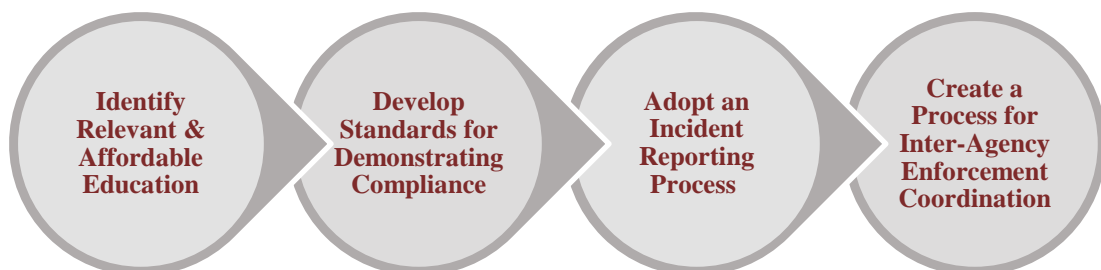 Identify
Relevant &
Affordable
Education
Develop
Standards for
Demonstrating
Compliance
Adopt an
Incident
Reporting
Process
Create a
Process for
Inter-Agency
Enforcement
Coordination